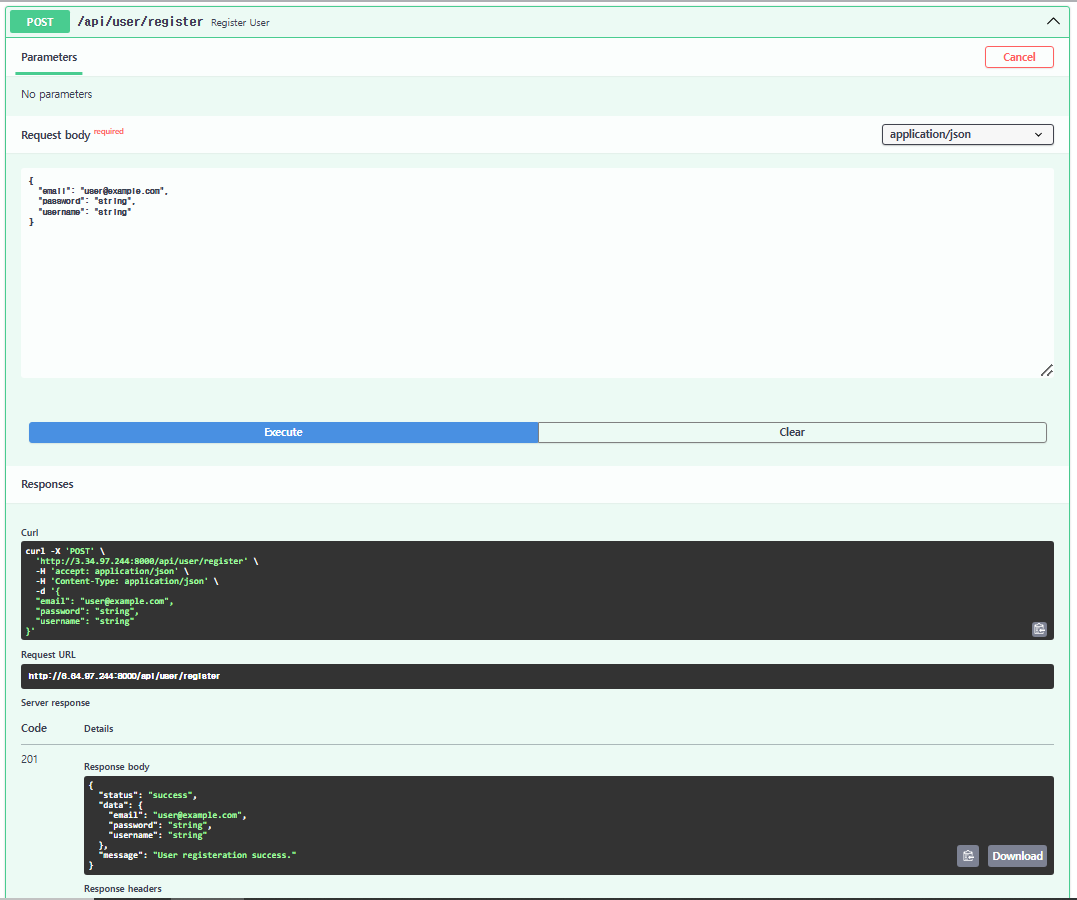 POST /api/user/register Register User
Parameters
Cancel
No parameters
Request body required
application/json
{
"email": "user@example.com",
"password": "string",
"username": "string"
}
Execute
Clear
Responses
Curl
curl -X 'POST' \
'http://3.34.97.244:8000/api/user/register' \
-H 'accept: application/json' \
-H 'Content-Type: application/json' \
-d '{
"email": "user@example.com",
"password": "string",
"username": "string"
}'
Request URL
http://3.34.97.244:8000/api/user/register
Server response
Code Details
201
Response body
{
"status": "success",
"data": {
"email": "user@example.com",
"password": "string",
"username": "string"
},
"message": "User registeration success."
}
Download
Response headers